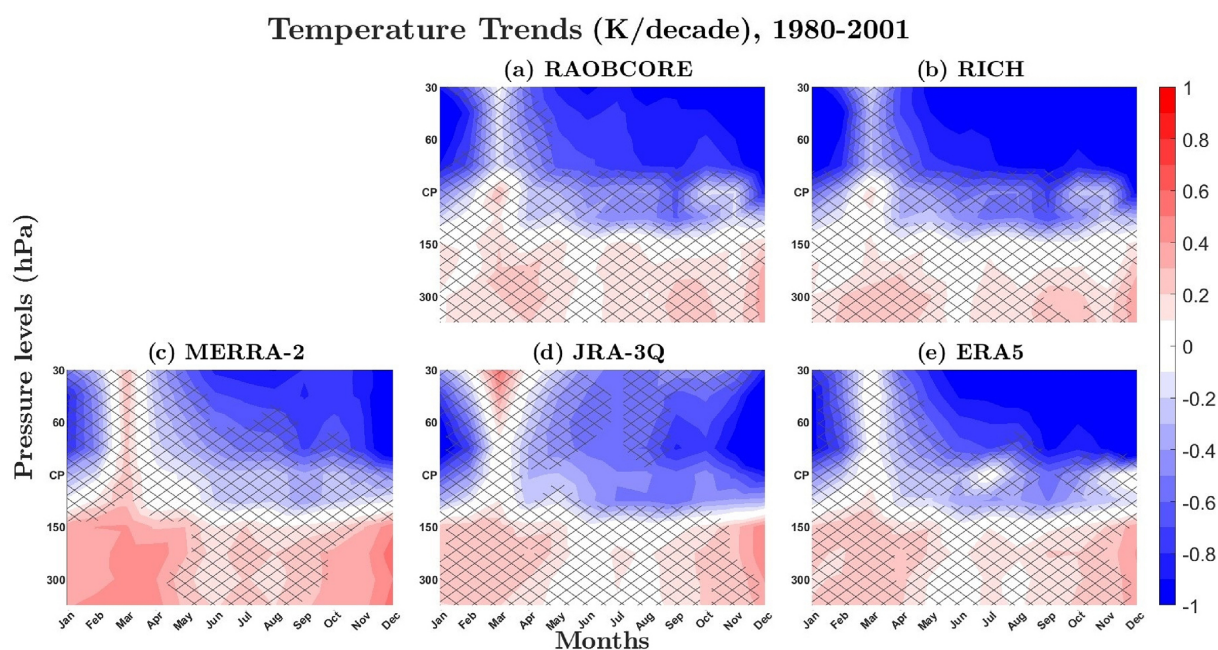 Temperature Trends (K/decade), 1980-2001
(a) RAOBCORE
(b) RICH
30
60
CP
150
300
30
60
CP
150
300
1
0.8
0.6
0.4
0.2
0
-0.2
-0.4
-0.6
-0.8
-1
Pressure levels (hPa)
(c) MERRA-2
(d) JRA-3Q
(e) ERA5
30
60
CP
150
300
30
60
CP
150
300
30
60
CP
150
300
Jan Feb Mar Apr May Jun Jul Aug Sep Oct Nov Dec
Jan Feb Mar Apr May Jun Jul Aug Sep Oct Nov Dec
Jan Feb Mar Apr May Jun Jul Aug Sep Oct Nov Dec
Months